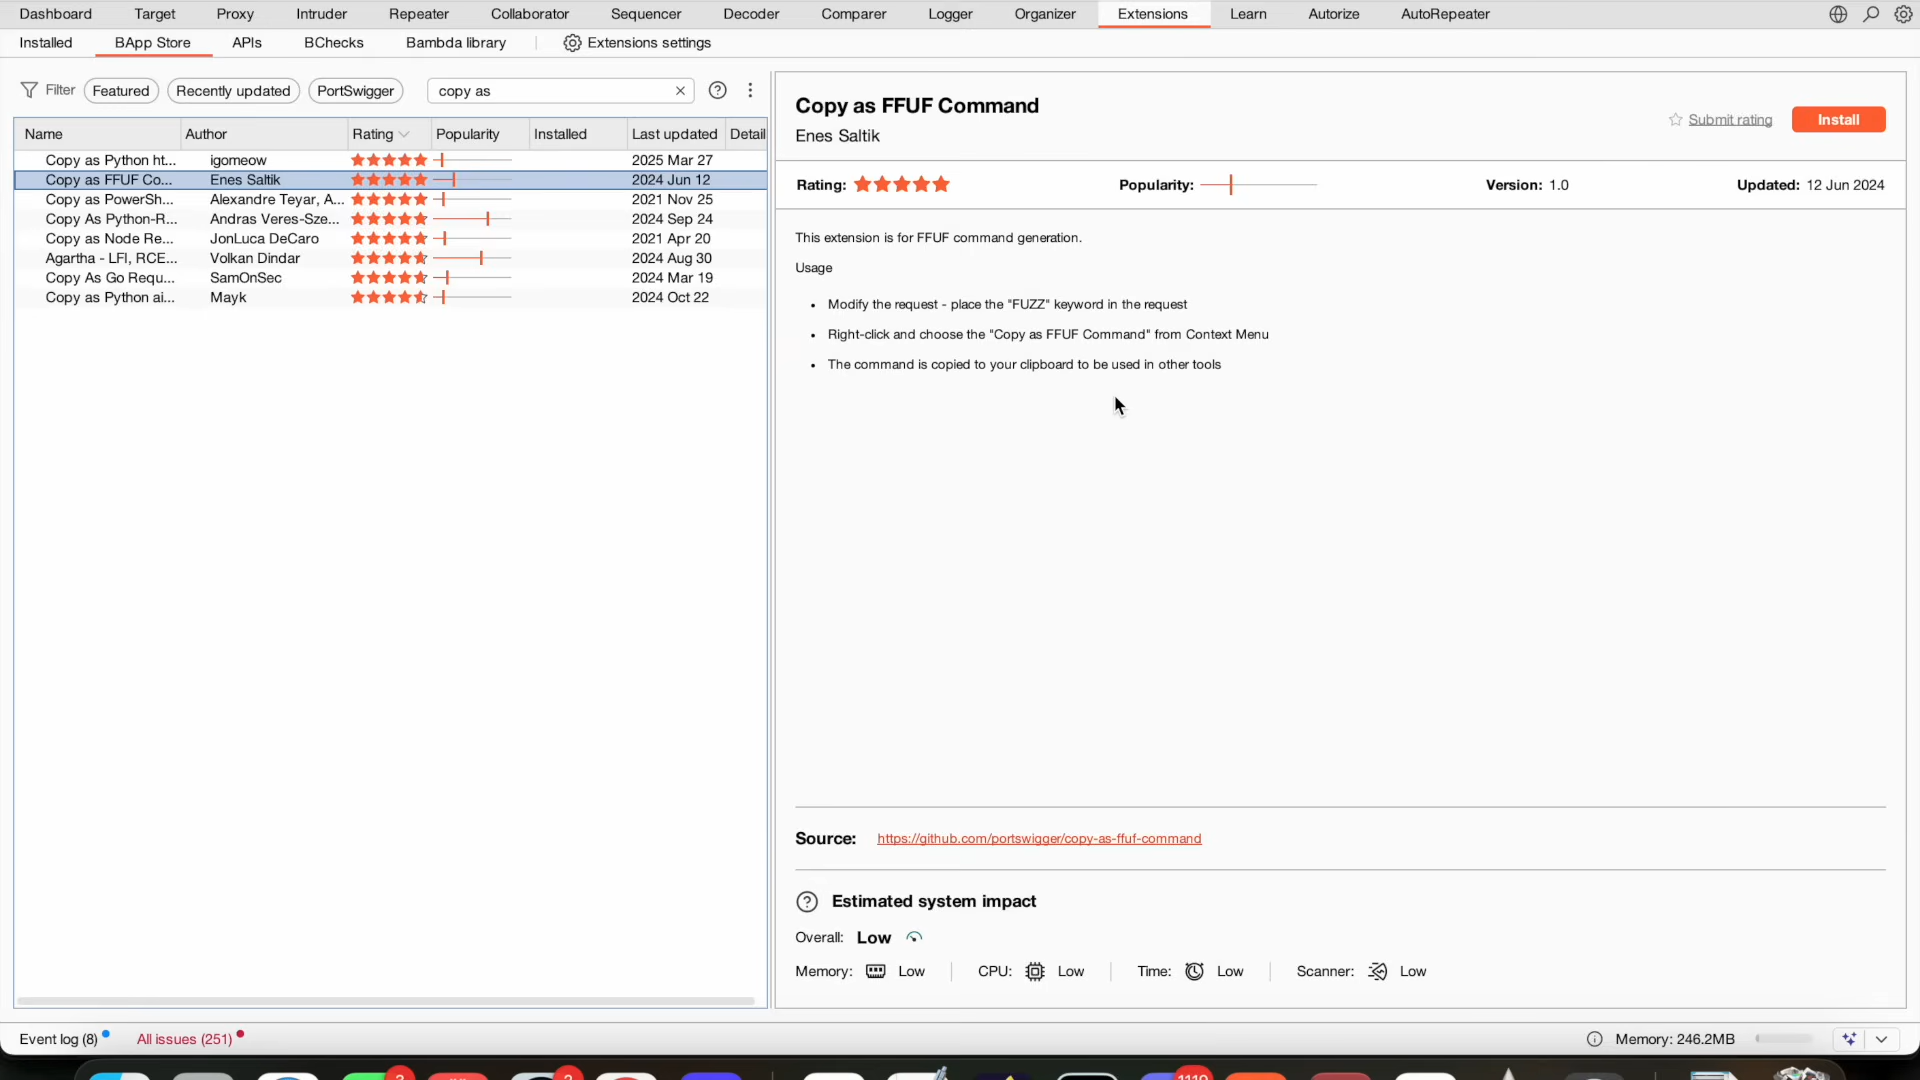 Dashboard Target Proxy Intruder Repeater Collaborator Sequencer Decoder Comparer Logger Organizer Extensions Learn Autorize AutoRepeater
Installed BApp Store APIs BChecks Bambda library Extensions settings
Filter Featured Recently updated PortSwigger copy as
Name Author Rating Popularity Installed Last updated Detail
Copy as Python ht... igomeow 2025 Mar 27
Copy as FFUF Co... Enes Saltik 2024 Jun 12
Copy as PowerSh... Alexandre Teyar, A... 2021 Nov 25
Copy As Python-R... Andras Veres-Sze... 2024 Sep 24
Copy as Node Re... JonLuca DeCaro 2021 Apr 20
Agartha - LFI, RCE... Volkan Dindar 2024 Aug 30
Copy As Go Requ... SamOnSec 2024 Mar 19
Copy as Python ai... Mayk 2024 Oct 22
Copy as FFUF Command
Enes Saltik
Submit rating Install
Rating: Popularity: Version: 1.0 Updated: 12 Jun 2024
This extension is for FFUF command generation.
Usage
• Modify the request - place the "FUZZ" keyword in the request
• Right-click and choose the "Copy as FFUF Command" from Context Menu
• The command is copied to your clipboard to be used in other tools
Source: https://github.com/portswigger/copy-as-ffuf-command
Estimated system impact
Overall: Low
Memory: Low CPU: Low Time: Low Scanner: Low
Event log (8) All issues (251) Memory: 246.2MB